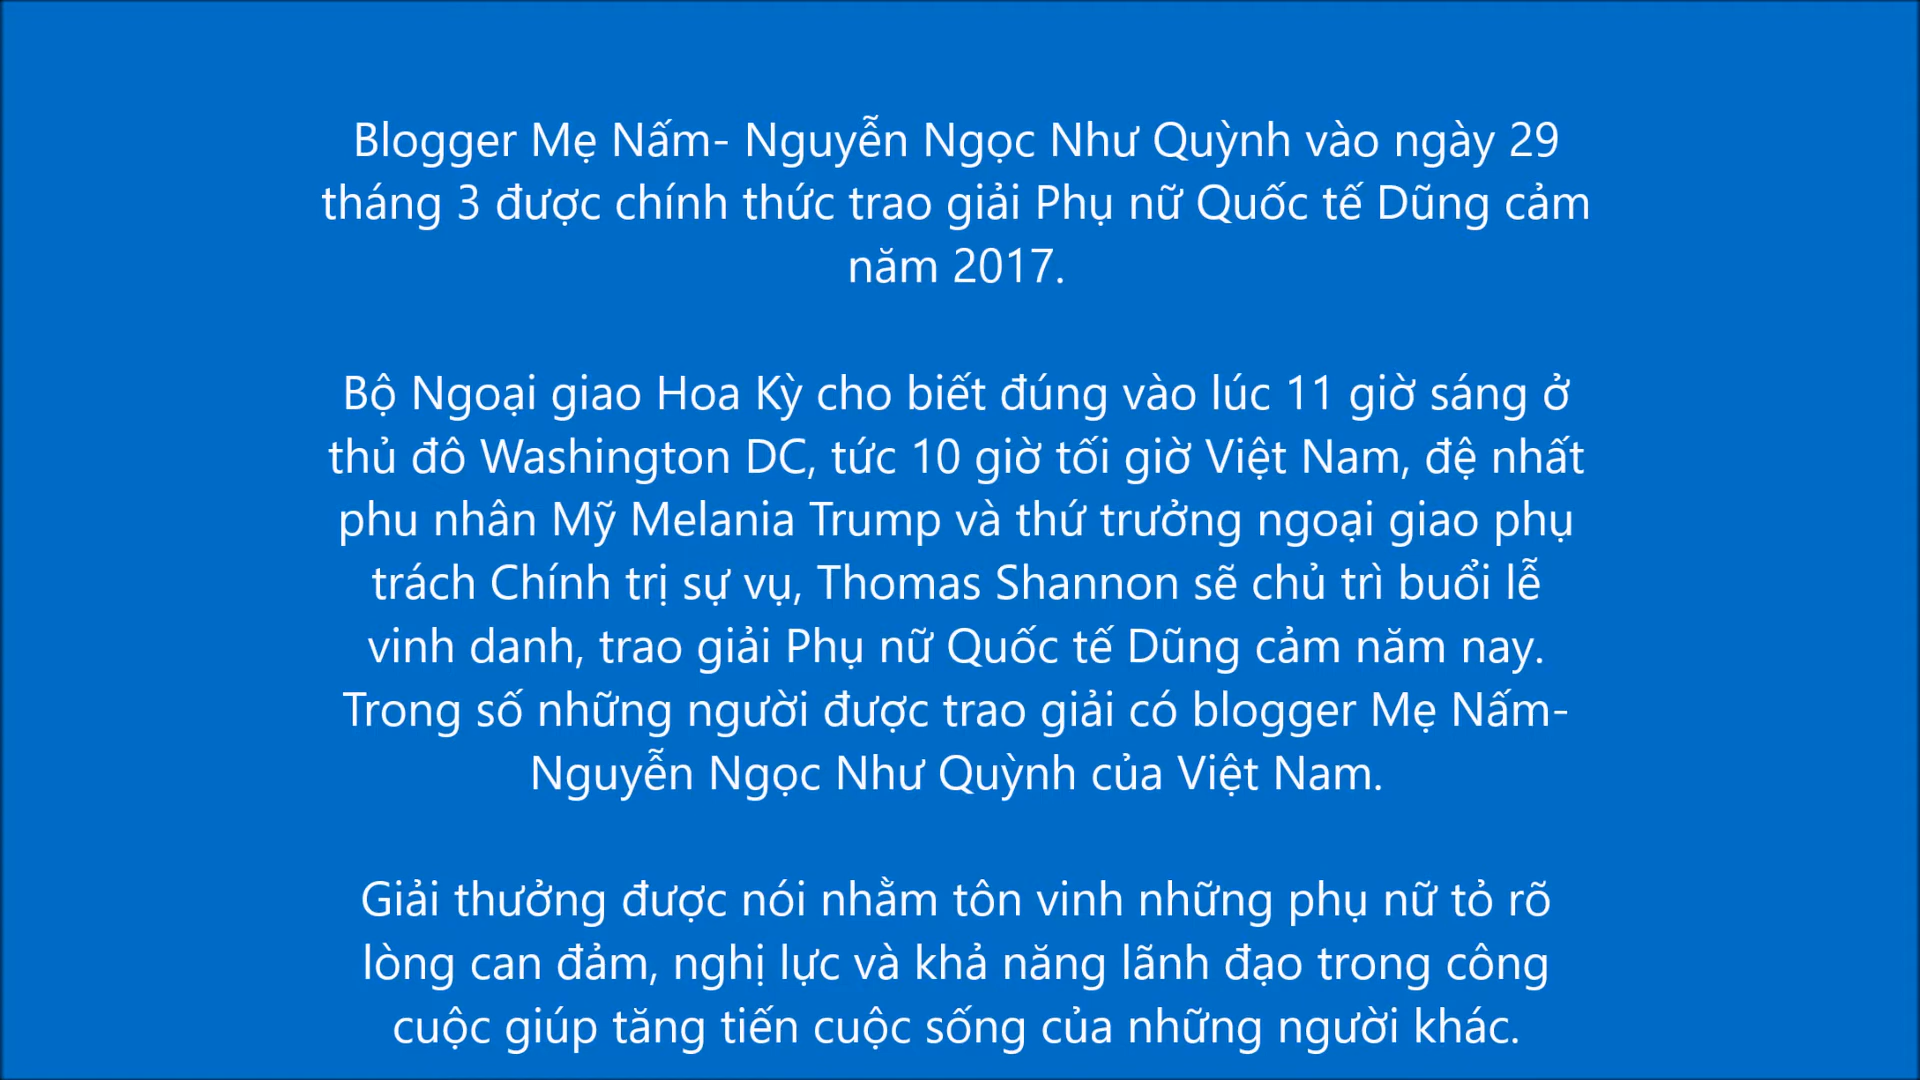 Blogger Mẹ Nấm- Nguyễn Ngọc Như Quỳnh vào ngày 29
tháng 3 được chính thức trao giải Phụ nữ Quốc tế Dũng cảm
năm 2017.
Bộ Ngoại giao Hoa Kỳ cho biết đúng vào lúc 11 giờ sáng ở
thủ đô Washington DC, tức 10 giờ tối giờ Việt Nam, đệ nhất
phu nhân Mỹ Melania Trump và thứ trưởng ngoại giao phụ
trách Chính trị sự vụ, Thomas Shannon sẽ chủ trì buổi lễ
vinh danh, trao giải Phụ nữ Quốc tế Dũng cảm năm nay.
Trong số những người được trao giải có blogger Mẹ Nấm-
Nguyễn Ngọc Như Quỳnh của Việt Nam.
Giải thưởng được nói nhằm tôn vinh những phụ nữ tỏ rõ
lòng can đảm, nghị lực và khả năng lãnh đạo trong công
cuộc giúp tăng tiến cuộc sống của những người khác.